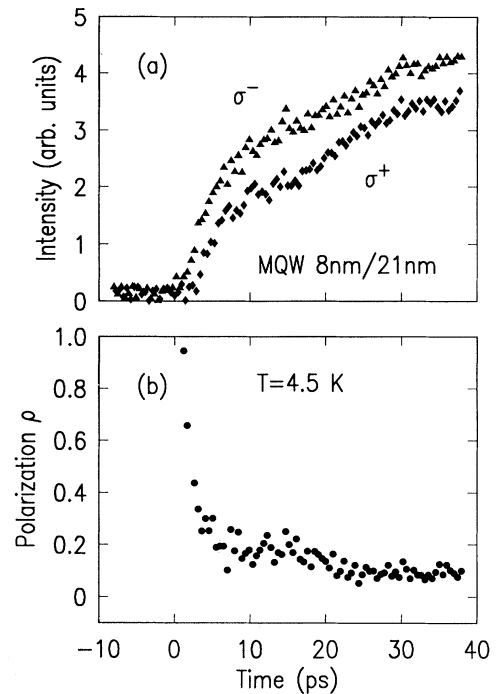 5
4
3
2
1
0
Intensity (arb. units)
(a)
σ⁻
σ⁺
MQW 8nm/21nm
1.0
0.8
0.6
0.4
0.2
0
Polarization ρ
(b)
T=4.5 K
−10 0 10 20 30 40
Time (ps)